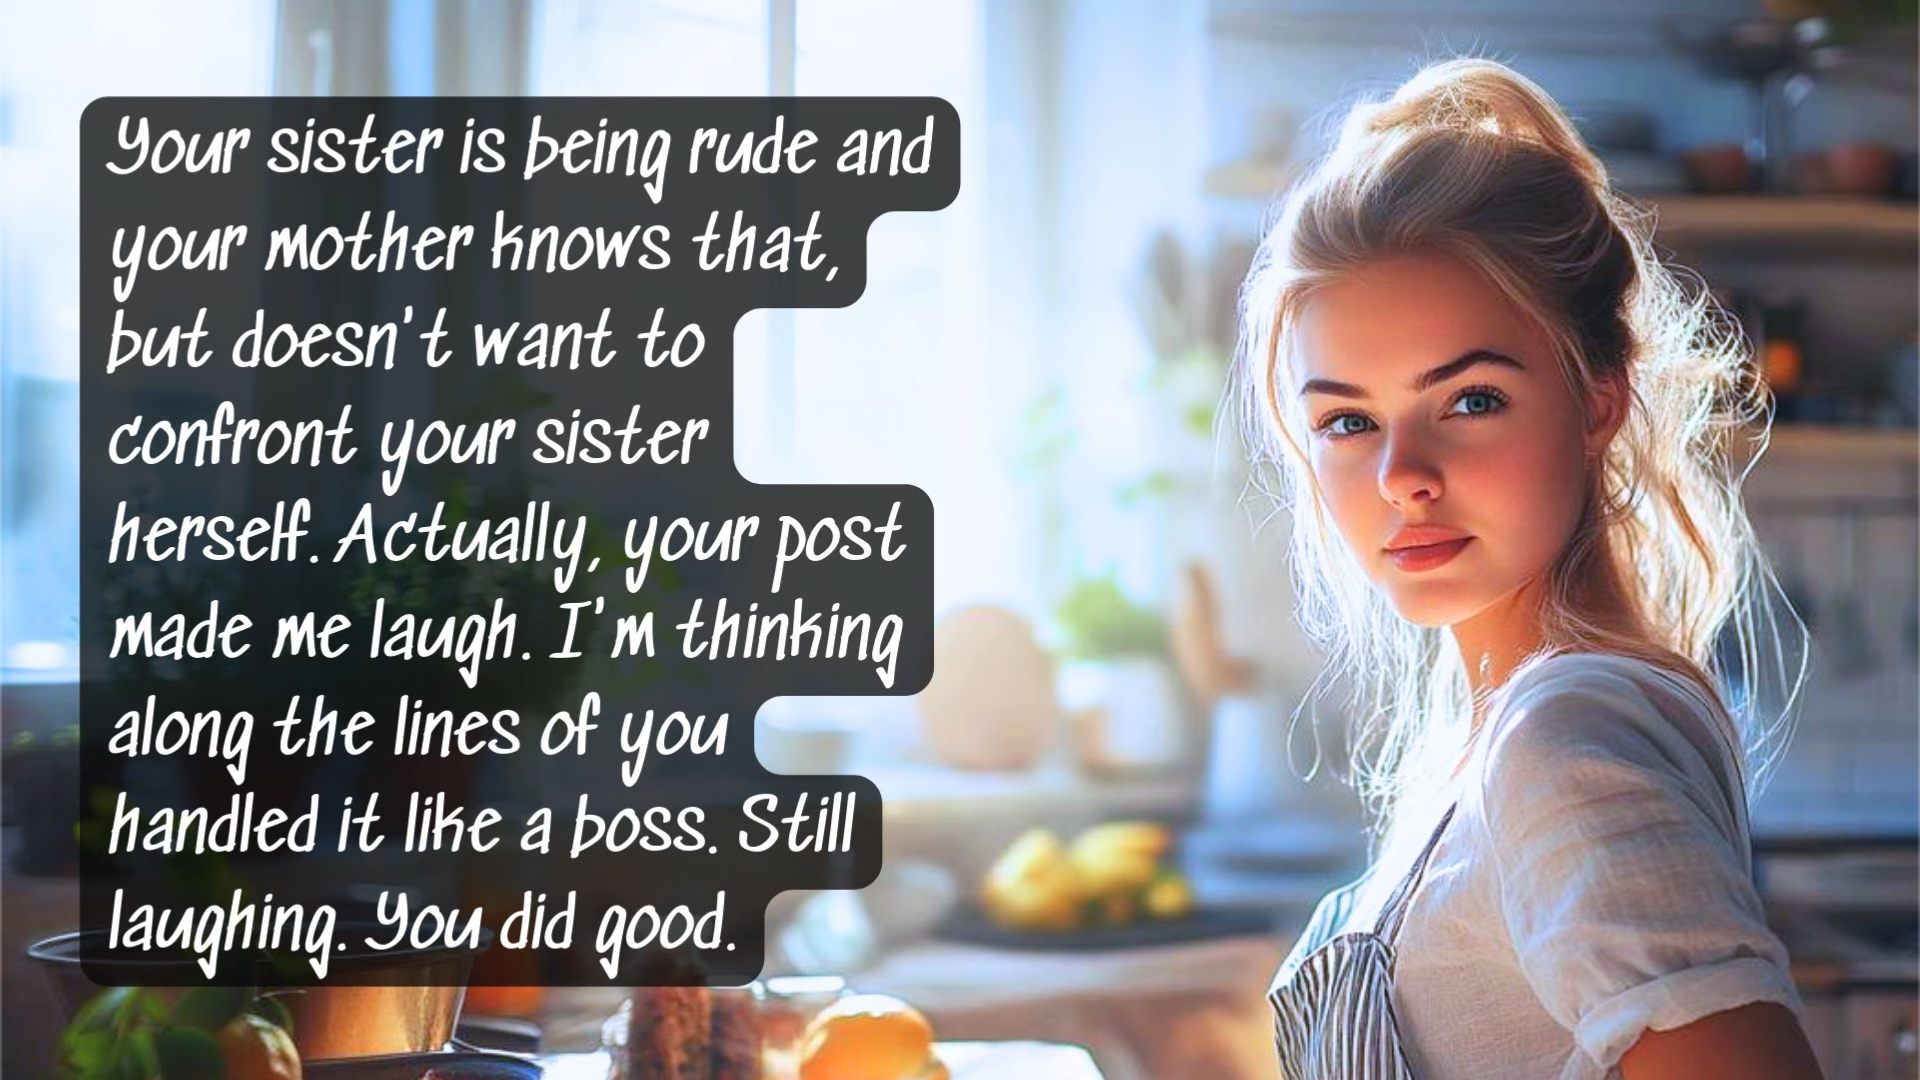 Your sister is being rude and
your mother knows that,
but doesn't want to
confront your sister
herself. Actually, your post
made me laugh. I'm thinking
along the lines of you
handled it like a boss. Still
laughing. You did good.